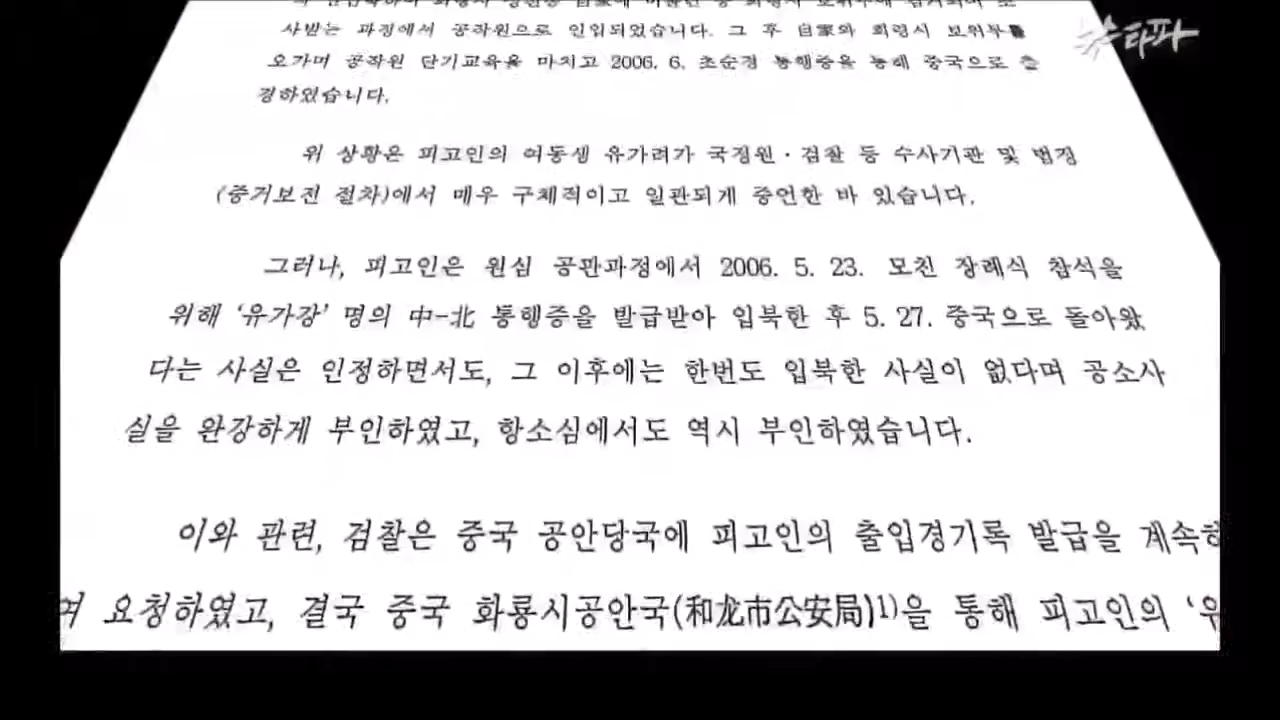 사받는 과정에서 공작원으로 인입되었습니다. 그 후 自家와 회령시 보위부를
뉴스타파
오가며 공작원 단기교육을 마치고 2006. 6. 초순경 통행증을 통해 중국으로 출
경하였습니다.
위 상황은 피고인의 여동생 유가려가 국정원·검찰 등 수사기관 및 법정
(증거보전 절차)에서 매우 구체적이고 일관되게 증언한 바 있습니다.
그러나, 피고인은 원심 공판과정에서 2006. 5. 23. 모친 장례식 참석을
위해 ‘유가강’ 명의 中-北 통행증을 발급받아 입북한 후 5. 27. 중국으로 돌아왔
다는 사실은 인정하면서도, 그 이후에는 한번도 입북한 사실이 없다며 공소사
실을 완강하게 부인하였고, 항소심에서도 역시 부인하였습니다.
이와 관련, 검찰은 중국 공안당국에 피고인의 출입경기록 발급을 계속하
여 요청하였고, 결국 중국 화룡시공안국(和龙市公安局)1)을 통해 피고인의 ‘유